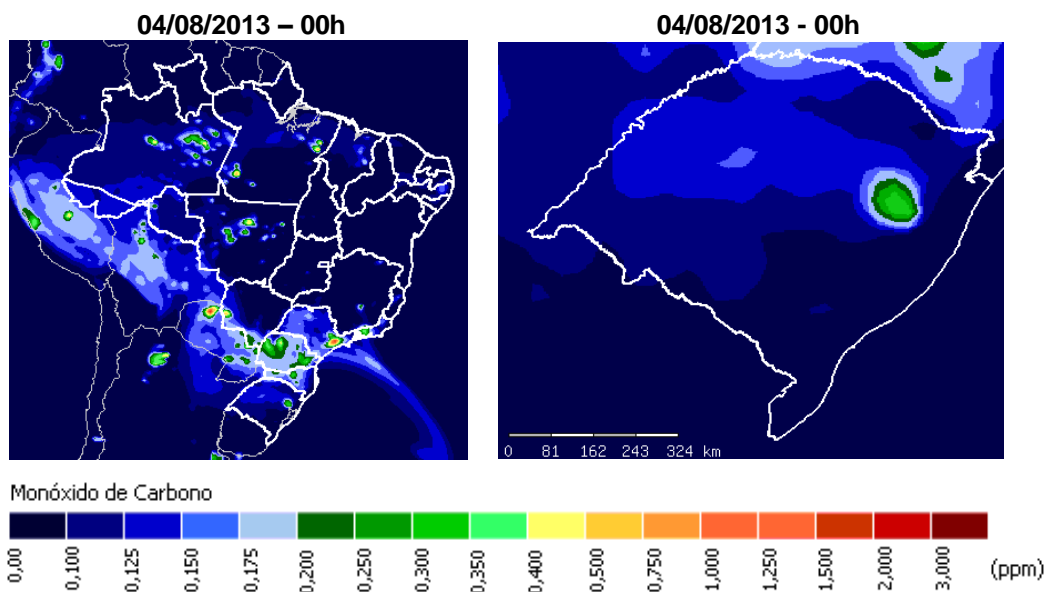 04/08/2013 – 00h
04/08/2013 - 00h
0 81 162 243 324 km
Monóxido de Carbono
0,00 0,100 0,125 0,150 0,175 0,200 0,250 0,300 0,350 0,400 0,500 0,750 1,000 1,250 1,500 2,000 3,000 (ppm)